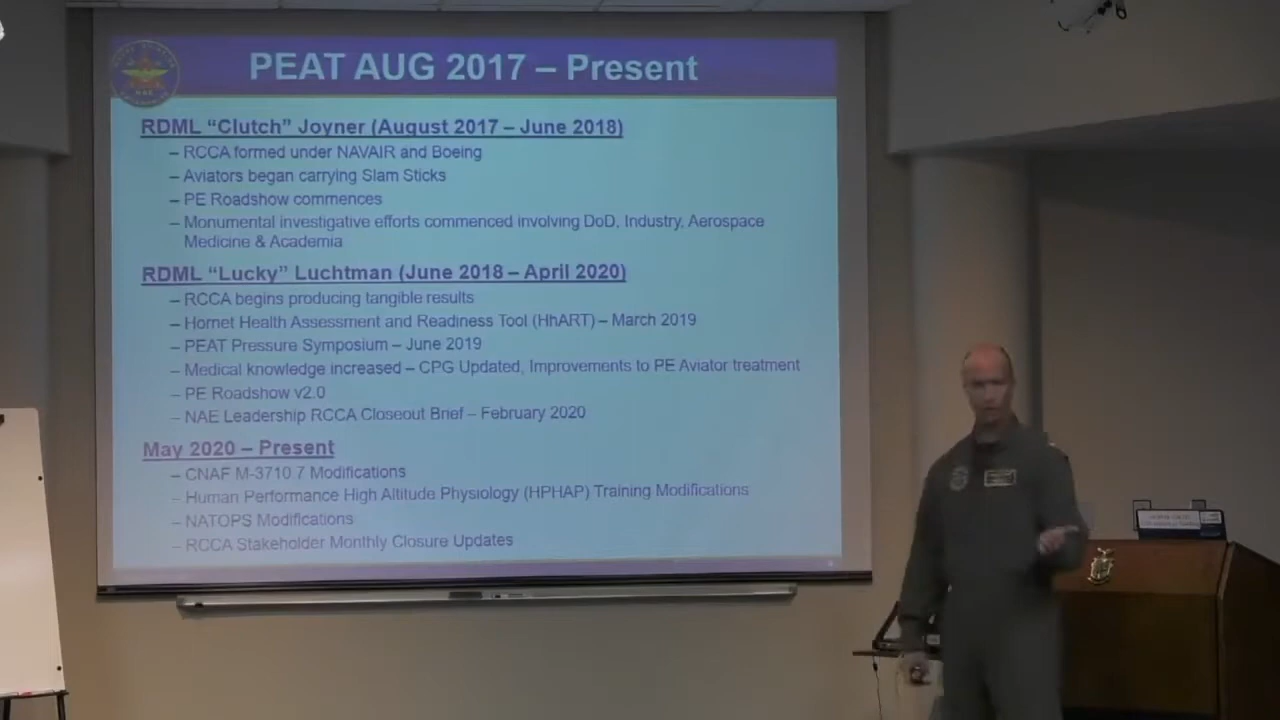 PEAT AUG 2017 – Present
RDML “Clutch” Joyner (August 2017 – June 2018)
– RCCA formed under NAVAIR and Boeing
– Aviators began carrying Slam Sticks
– PE Roadshow commences
– Monumental investigative efforts commenced involving DoD, Industry, Aerospace
Medicine & Academia
RDML “Lucky” Luchtman (June 2018 – April 2020)
– RCCA begins producing tangible results
– Hornet Health Assessment and Readiness Tool (HhART) – March 2019
– PEAT Pressure Symposium – June 2019
– Medical knowledge increased – CPG Updated, Improvements to PE Aviator treatment
– PE Roadshow v2.0
– NAE Leadership RCCA Closeout Brief – February 2020
May 2020 – Present
– CNAF M-3710.7 Modifications
– Human Performance High Altitude Physiology (HPHAP) Training Modifications
– NATOPS Modifications
– RCCA Stakeholder Monthly Closure Updates
NAE